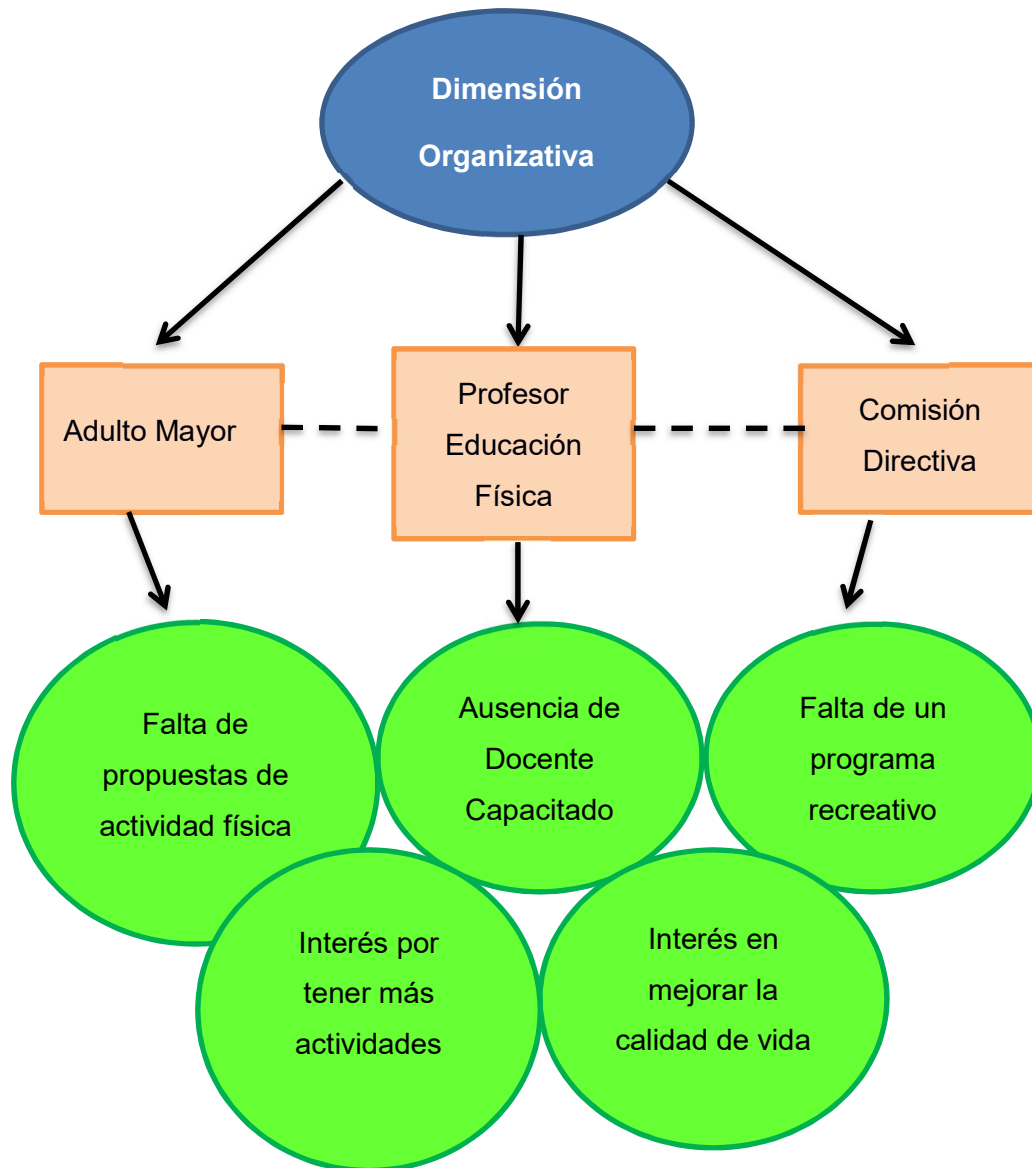 Dimensión
Organizativa
Adulto Mayor
Profesor
Educación
Física
Comisión
Directiva
Falta de
propuestas de
actividad física
Ausencia de
Docente
Capacitado
Falta de un
programa
recreativo
Interés por
tener más
actividades
Interés en
mejorar la
calidad de vida